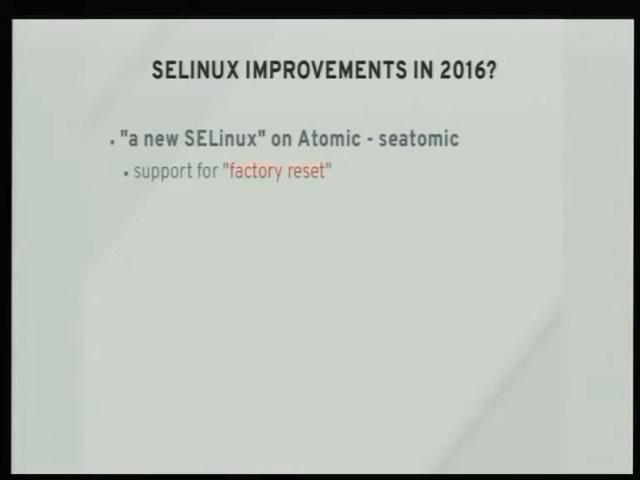 SELINUX IMPROVEMENTS IN 2016?
"a new SELinux" on Atomic - seatomic
support for "factory reset"